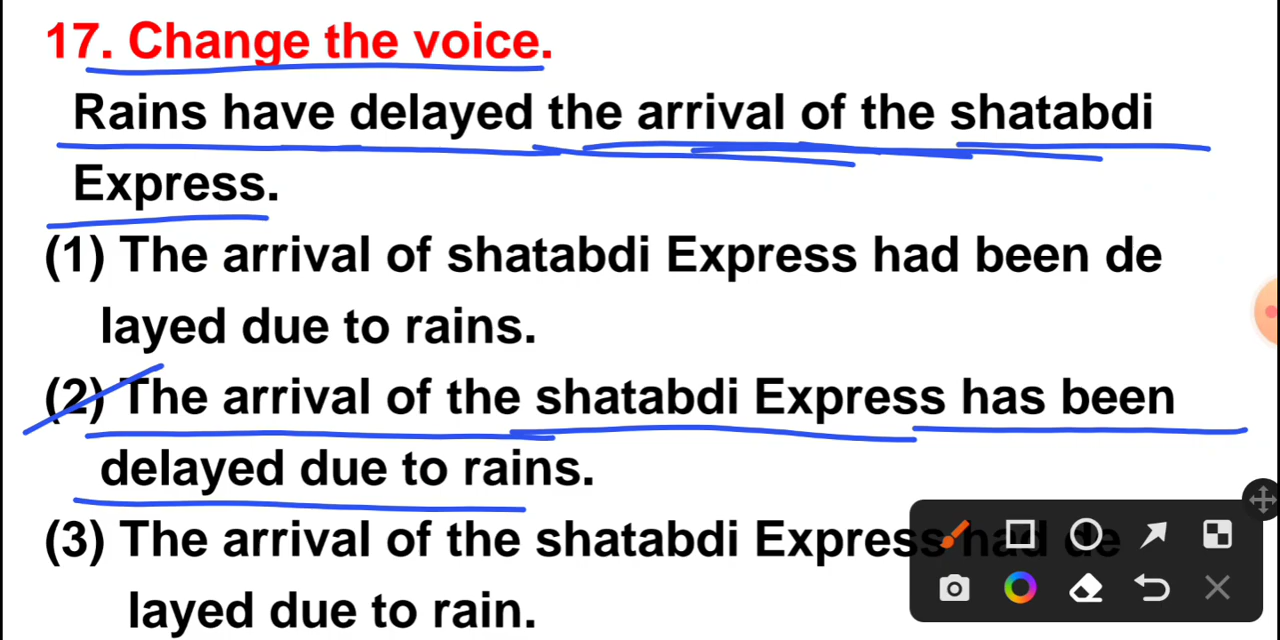 17. Change the voice.
Rains have delayed the arrival of the shatabdi
Express.
(1) The arrival of shatabdi Express had been de
layed due to rains.
(2) The arrival of the shatabdi Express has been
delayed due to rains.
(3) The arrival of the shatabdi Express had de
layed due to rain.